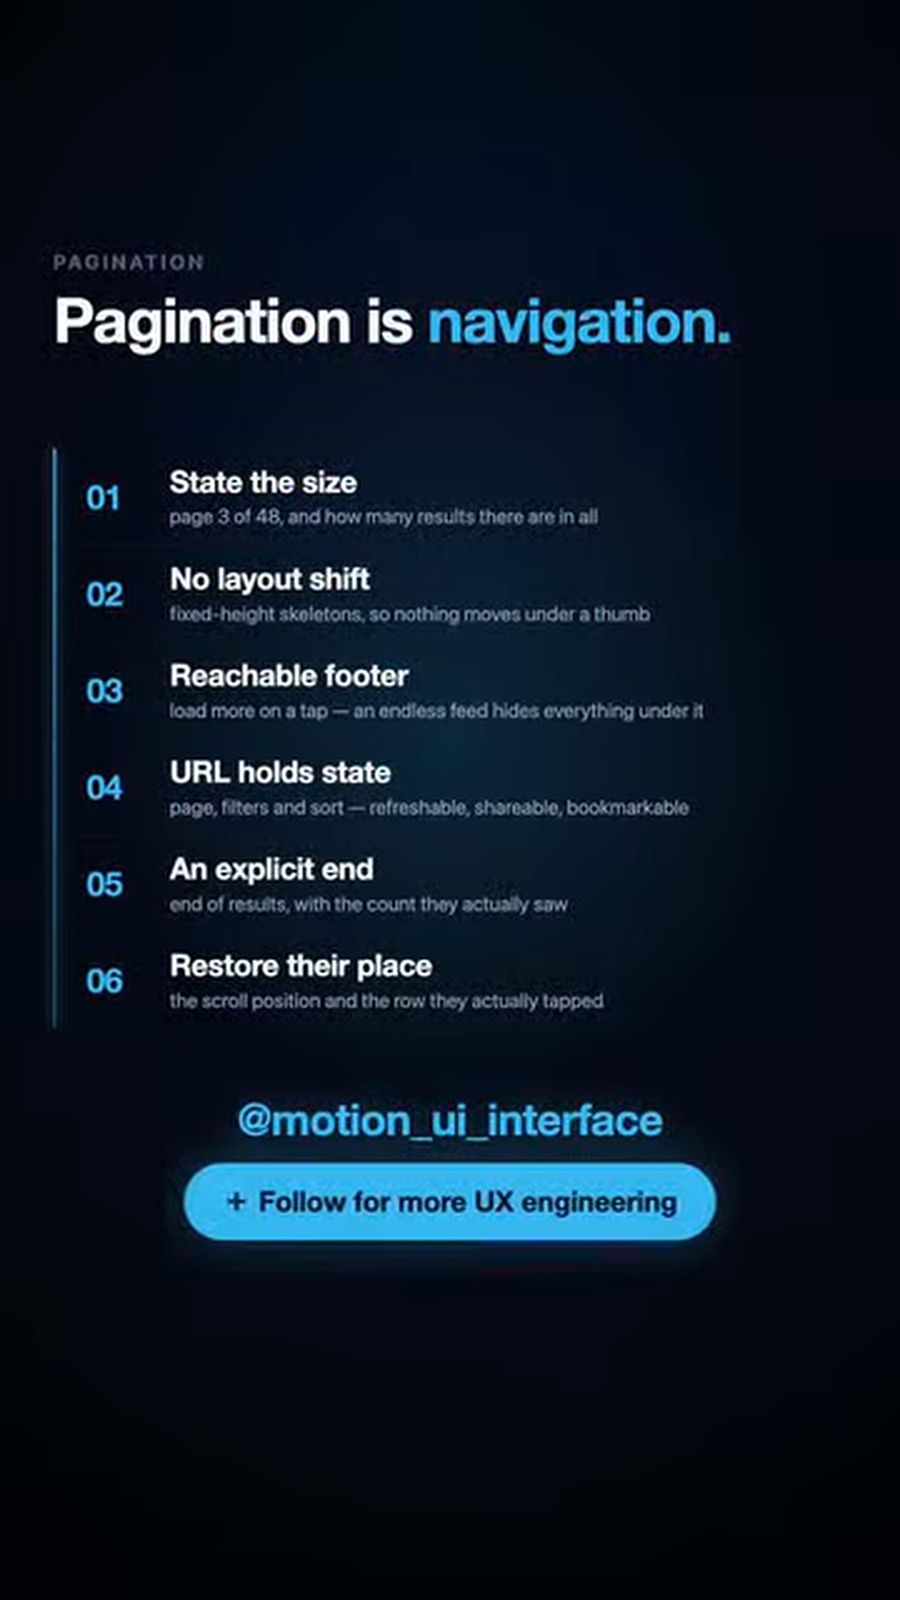 PAGINATION
Pagination is navigation.
01
State the size
page 3 of 48, and how many results there are in all
02
No layout shift
fixed-height skeletons, so nothing moves under a thumb
03
Reachable footer
load more on a tap — an endless feed hides everything under it
04
URL holds state
page, filters and sort — refreshable, shareable, bookmarkable
05
An explicit end
end of results, with the count they actually saw
06
Restore their place
the scroll position and the row they actually tapped
@motion_ui_interface
+ Follow for more UX engineering